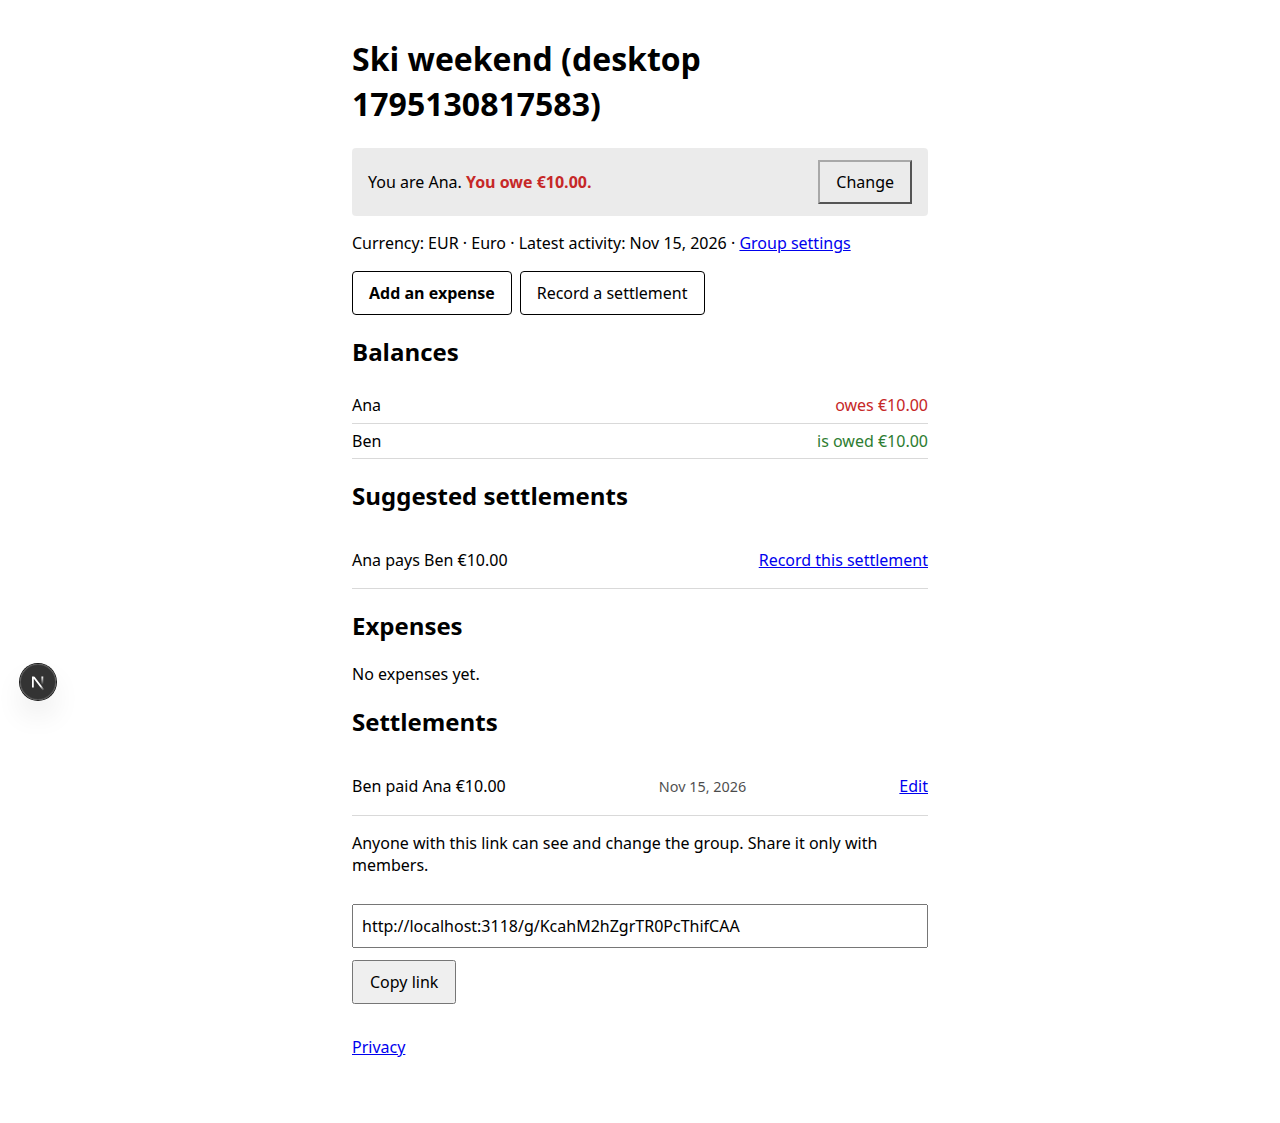 Ski weekend (desktop
1795130817583)
You are Ana. You owe €10.00.
Change
Currency: EUR · Euro · Latest activity: Nov 15, 2026 · Group settings
Add an expense
Record a settlement
Balances
Ana owes €10.00
Ben is owed €10.00
Suggested settlements
Ana pays Ben €10.00 Record this settlement
Expenses
No expenses yet.
N
Settlements
Ben paid Ana €10.00 Nov 15, 2026 Edit
Anyone with this link can see and change the group. Share it only with
members.
http://localhost:3118/g/KcahM2hZgrTR0PcThifCAA
Copy link
Privacy